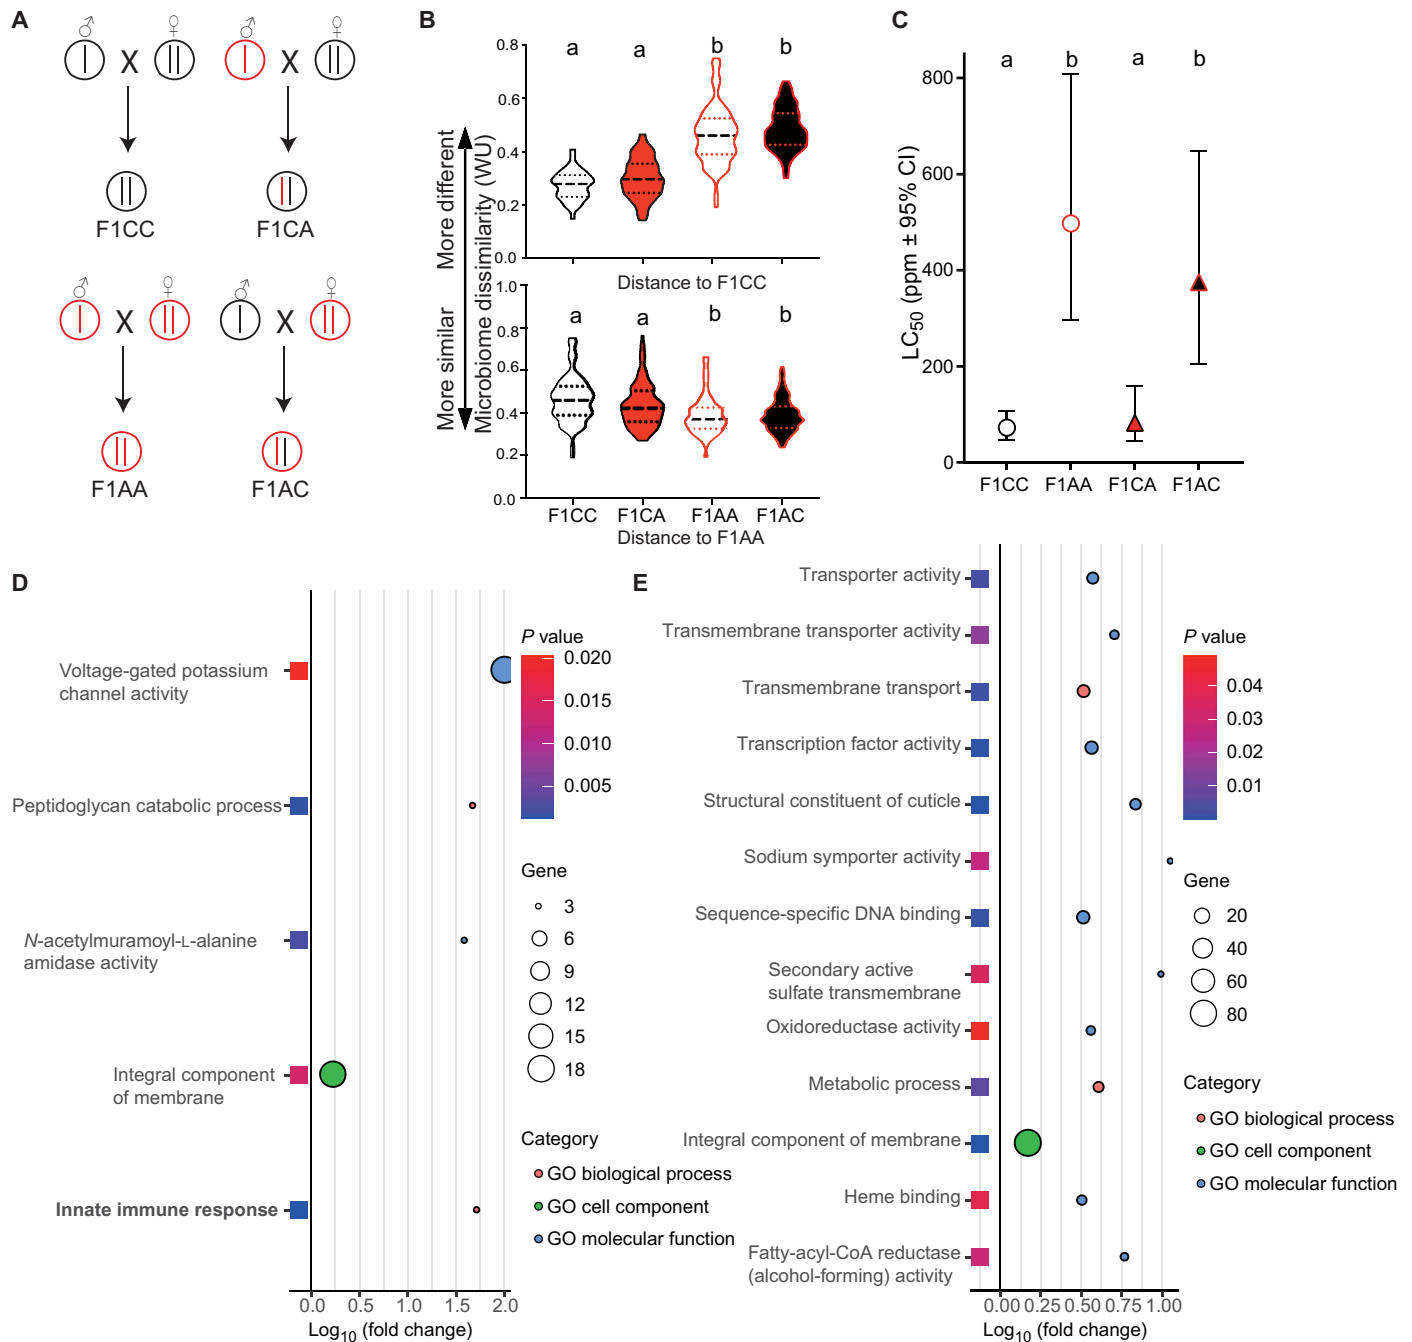 A
♂
♀
♂
♀
X
X
F1CC
F1CA
♂
♀
♂
♀
X
X
F1AA
F1AC
B
More different
More similar
Microbiome dissimilarity (WU)
0.8
0.6
0.4
0.2
0.0
a
a
b
b
Distance to F1CC
1.0
0.8
0.6
0.4
0.2
0.0
a
a
b
b
F1CC
F1CA
F1AA
F1AC
Distance to F1AA
C
LC50 (ppm ± 95% CI)
800
600
400
200
0
a
b
a
b
F1CC
F1AA
F1CA
F1AC
D
Voltage-gated potassium
channel activity
Peptidoglycan catabolic process
N-acetylmuramoyl-L-alanine
amidase activity
Integral component
of membrane
Innate immune response
0.0
0.5
1.0
1.5
2.0
Log10 (fold change)
P value
0.020
0.015
0.010
0.005
Gene
3
6
9
12
15
18
Category
GO biological process
GO cell component
GO molecular function
E
Transporter activity
Transmembrane transporter activity
Transmembrane transport
Transcription factor activity
Structural constituent of cuticle
Sodium symporter activity
Sequence-specific DNA binding
Secondary active
sulfate transmembrane
Oxidoreductase activity
Metabolic process
Integral component of membrane
Heme binding
Fatty-acyl-CoA reductase
(alcohol-forming) activity
0.00
0.25
0.50
0.75
1.00
Log10 (fold change)
P value
0.04
0.03
0.02
0.01
Gene
20
40
60
80
Category
GO biological process
GO cell component
GO molecular function